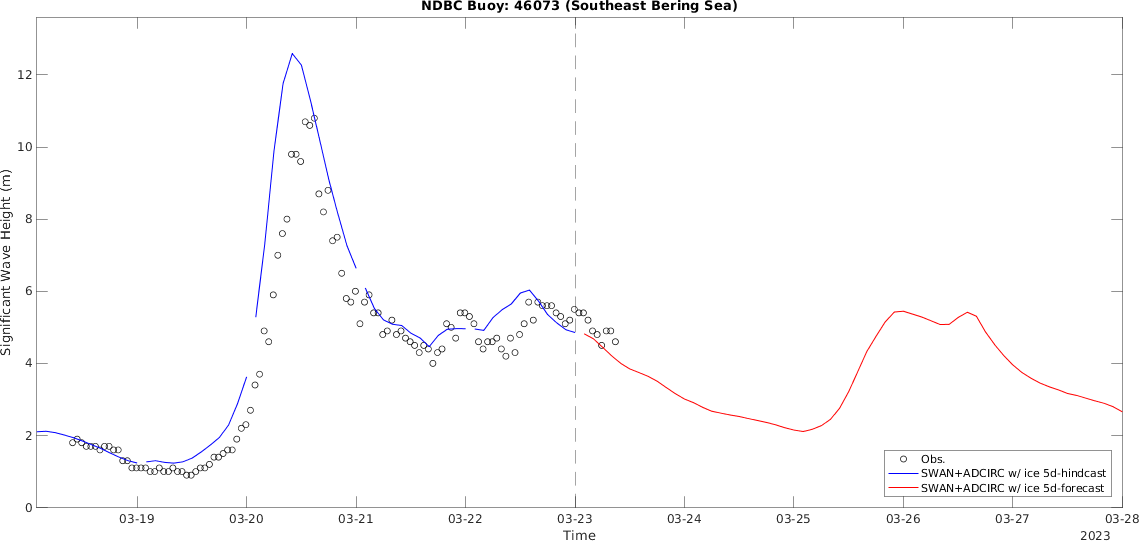 NDBC Buoy: 46073 (Southeast Bering Sea)
Significant Wave Height (m)
12
10
8
6
4
2
0
Obs.
SWAN+ADCIRC w/ ice 5d-hindcast
SWAN+ADCIRC w/ ice 5d-forecast
03-19 03-20 03-21 03-22 03-23 03-24 03-25 03-26 03-27 03-28
Time
2023